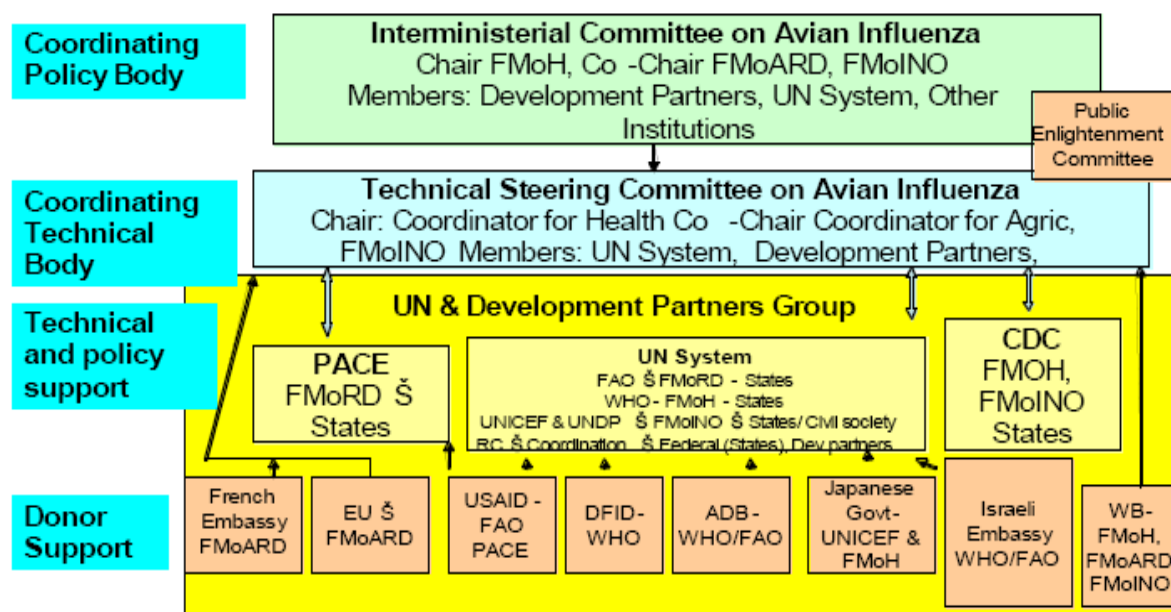 Coordinating
Policy Body
Interministerial Committee on Avian Influenza
Chair FMoH, Co -Chair FMoARD, FMoINO
Members: Development Partners, UN System, Other
Institutions
Public
Enlightenment
Committee
Coordinating
Technical
Body
Technical Steering Committee on Avian Influenza
Chair: Coordinator for Health Co -Chair Coordinator for Agric,
FMoINO Members: UN System, Development Partners,
Technical
and policy
support
UN & Development Partners Group
PACE
FMoRD Š
States
UN System
FAO Š FMoRD - States
WHO - FMoH - States
UNICEF & UNDP Š FMoINO Š States/ Civil society
RC Š Coordination Š Federal (States), Dev partners
CDC
FMOH,
FMoINO
States
Donor
Support
French
Embassy
FMoARD
EU Š
FMoARD
USAID -
FAO
PACE
DFID-
WHO
ADB -
WHO/FAO
Japanese
Govt-
UNICEF &
FMoH
Israeli
Embassy
WHO/FAO
WB-
FMoH,
FMoARD
FMoINO